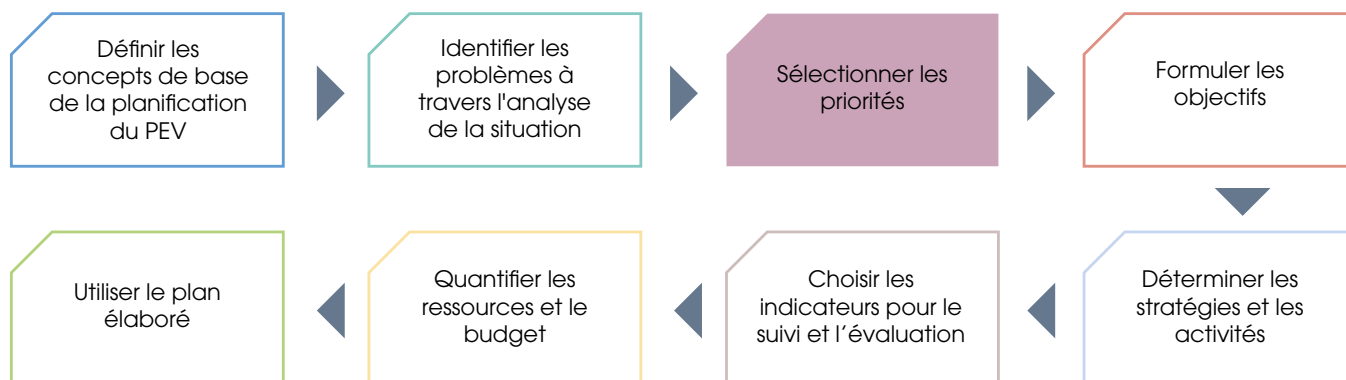 Définir les
concepts de base
de la planification
du PEV
Identifier les
problèmes à
travers l'analyse
de la situation
Sélectionner les
priorités
Formuler les
objectifs
Déterminer les
stratégies et les
activités
Choisir les
indicateurs pour le
suivi et l’évaluation
Quantifier les
ressources et le
budget
Utiliser le plan
élaboré